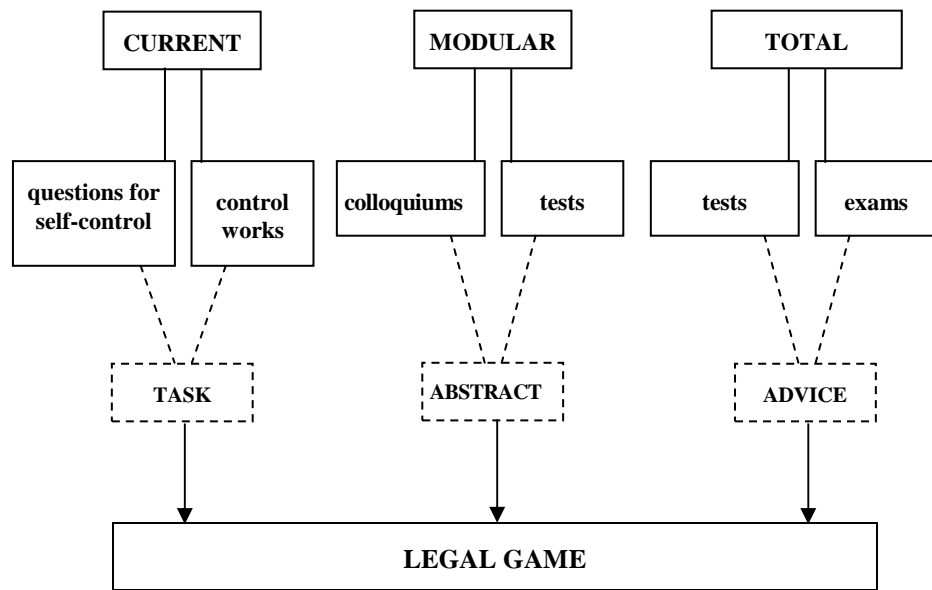 CURRENT
MODULAR
TOTAL
questions for
self-control
control
works
colloquiums
tests
tests
exams
TASK
ABSTRACT
ADVICE
LEGAL GAME